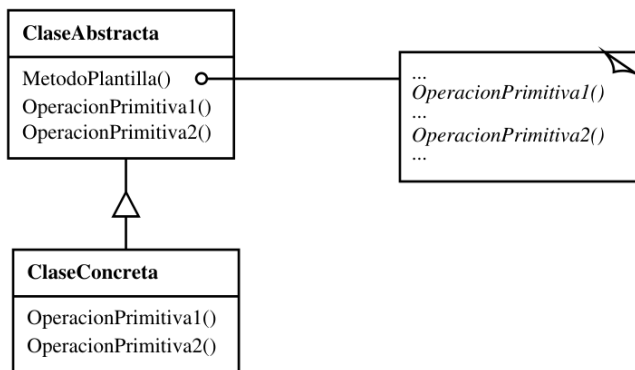 ClaseAbstracta
MetodoPlantilla()
OperacionPrimitiva1()
OperacionPrimitiva2()
...
OperacionPrimitiva1()
...
OperacionPrimitiva2()
...
ClaseConcreta
OperacionPrimitiva1()
OperacionPrimitiva2()